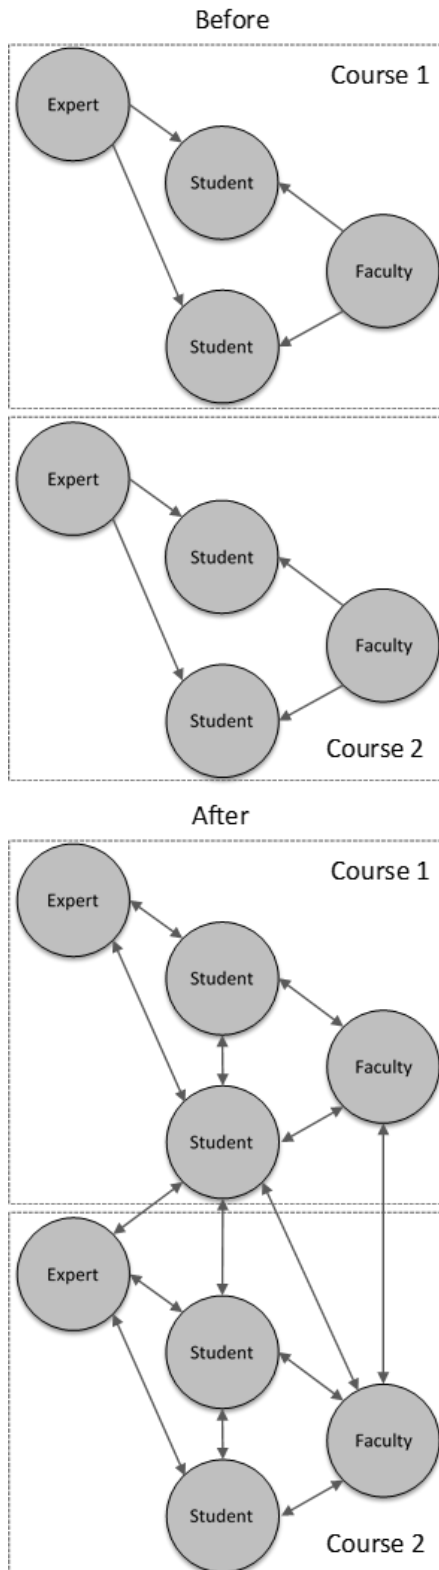 Before
Course 1
Expert
Student
Faculty
Student
Expert
Student
Faculty
Student
Course 2
After
Course 1
Expert
Student
Faculty
Student
Expert
Student
Faculty
Student
Course 2